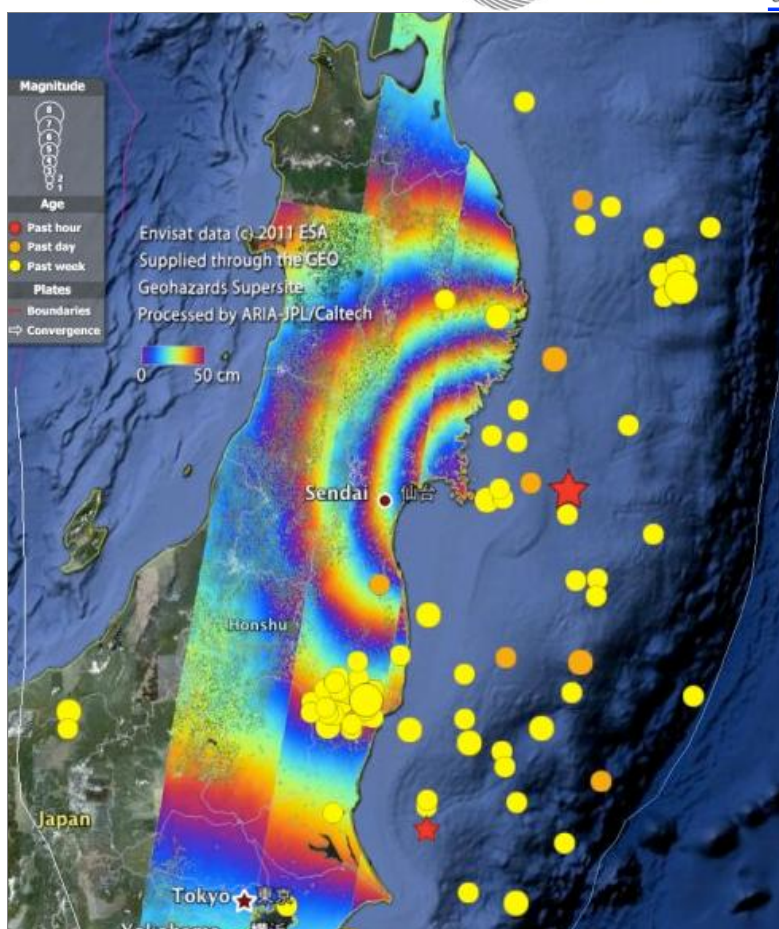 Magnitude
8
7
6
5
4
3
2
1
Age
Past hour
Past day
Past week
Plates
Boundaries
Convergence
Envisat data (c) 2011 ESA
Supplied through the GEO
Geohazards Supersite
Processed by ARIA-JPL/Caltech
0 50 cm
Sendai 仙台
Honshu
Japan
Tokyo 東京